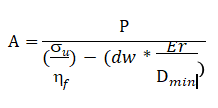 A = P
(σu/ηf) − (dw * Er/Dmin)